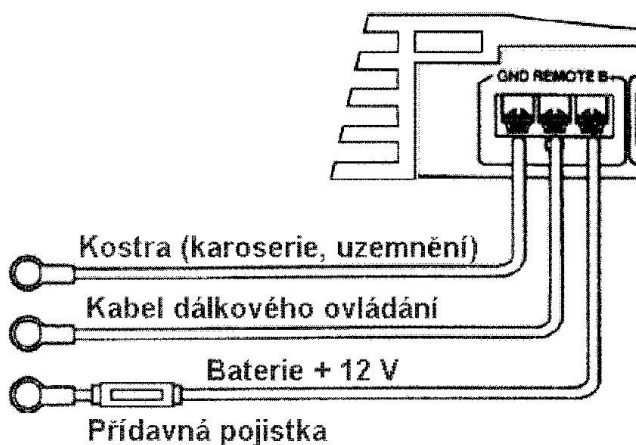 GND REMOTE B+
Kostra (karoserie, uzemnění)
Kabel dálkového ovládání
Baterie + 12 V
Přídavná pojistka